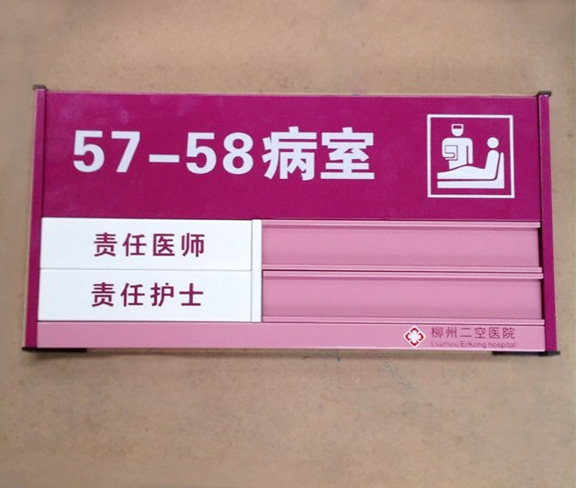 57-58病室
责任医师
责任护士
柳州二空医院
Liuzhou ErKong hospital